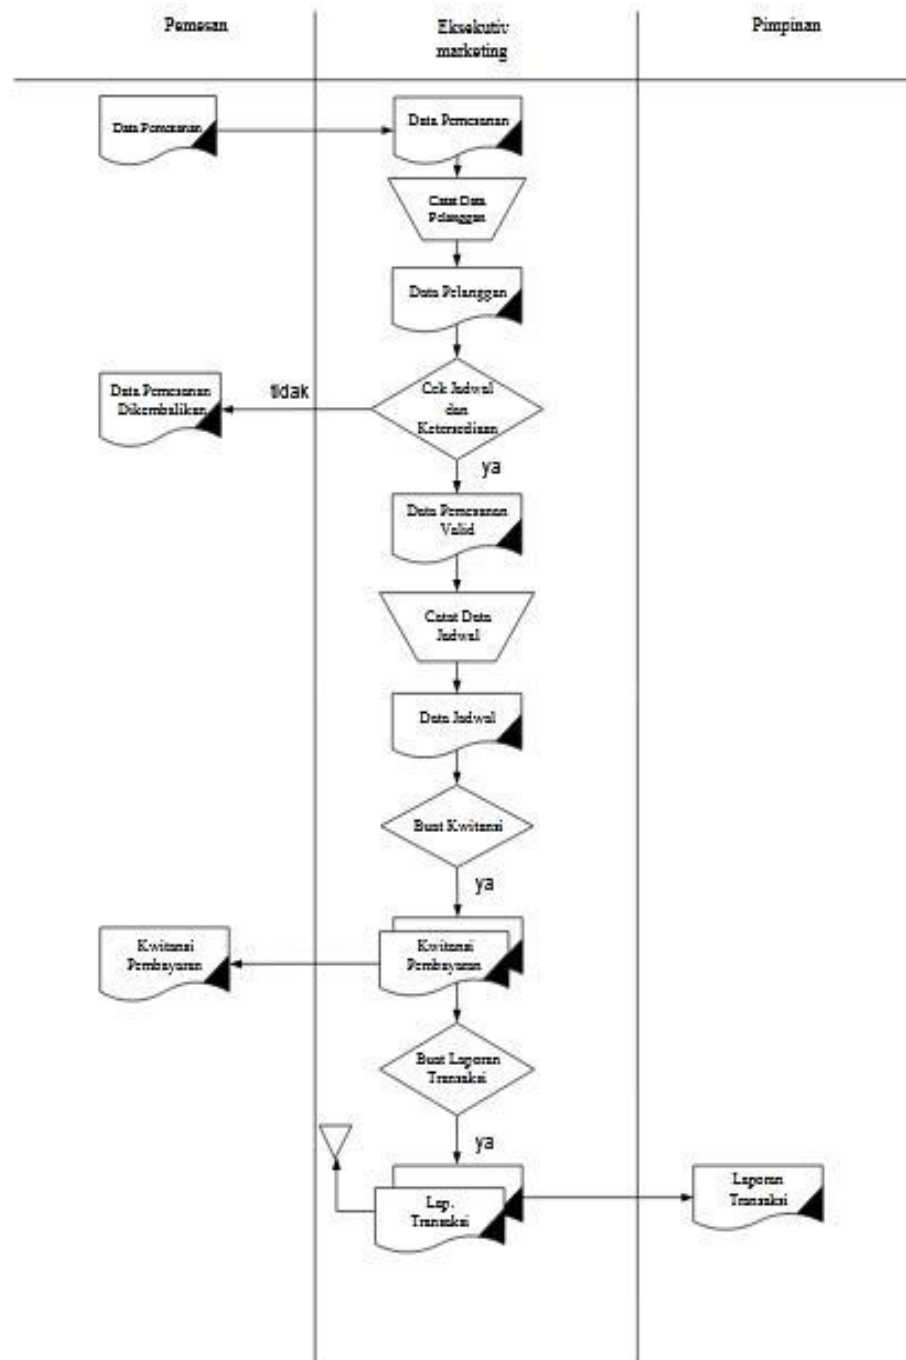 Pemesan
Eksekutiv
marketing
Pimpinan
Data Pemesanan
Data Pemesanan
Catat Data
Pelanggan
Data Pelanggan
Data Pemesanan
Dikembalikan
tidak
Cek Jadwal
dan
Ketersediaan
ya
Data Pemesanan
Valid
Catat Data
Jadwal
Data Jadwal
Buat Kwitansi
ya
Kwitansi
Pembayaran
Kwitansi
Pembayaran
Buat Laporan
Transaksi
ya
Lap.
Transaksi
Laporan
Transaksi